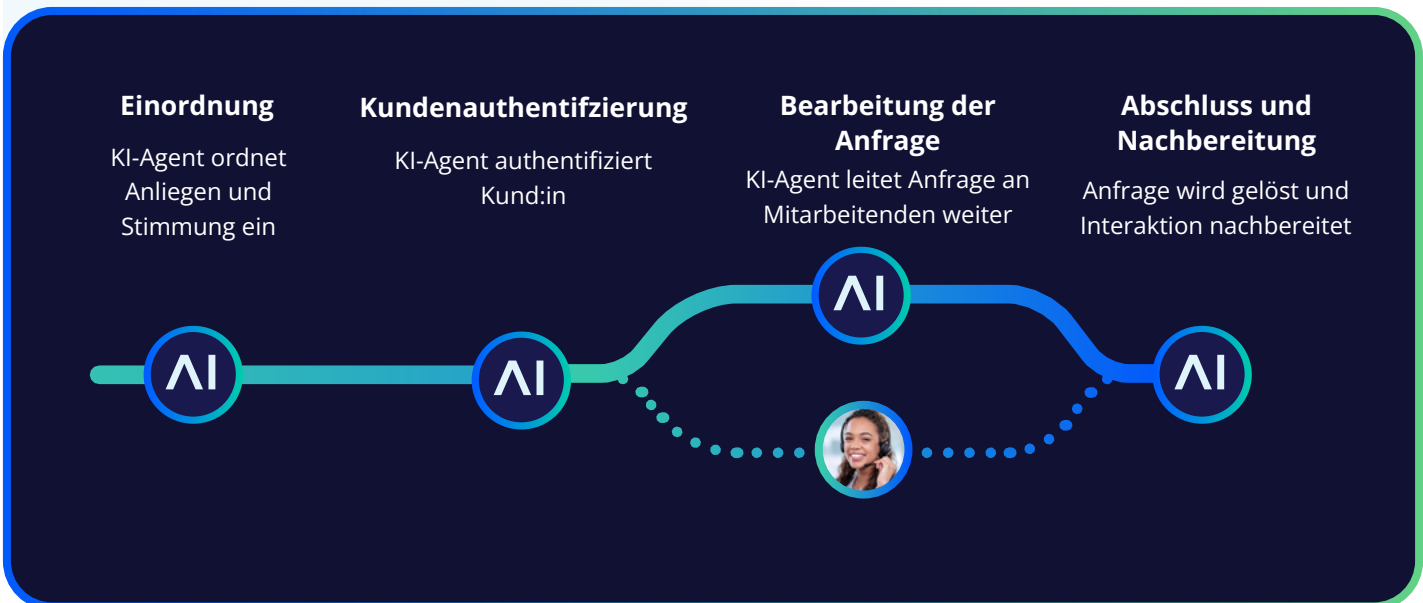 Einordnung
KI-Agent ordnet
Anliegen und
Stimmung ein
Kundenauthentifzierung
KI-Agent authentifiziert
Kund:in
Bearbeitung der
Anfrage
KI-Agent leitet Anfrage an
Mitarbeitenden weiter
Abschluss und
Nachbereitung
Anfrage wird gelöst und
Interaktion nachbereitet
AI
AI
AI
AI